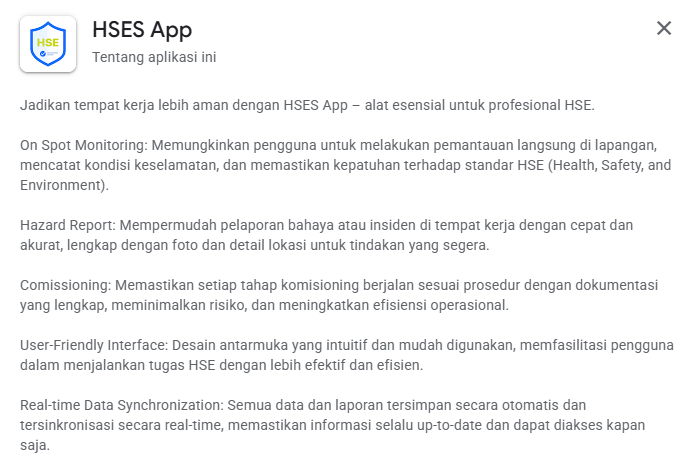 HSE
HSES App
Tentang aplikasi ini
Jadikan tempat kerja lebih aman dengan HSES App – alat esensial untuk profesional HSE.
On Spot Monitoring: Memungkinkan pengguna untuk melakukan pemantauan langsung di lapangan,
mencatat kondisi keselamatan, dan memastikan kepatuhan terhadap standar HSE (Health, Safety, and
Environment).
Hazard Report: Mempermudah pelaporan bahaya atau insiden di tempat kerja dengan cepat dan
akurat, lengkap dengan foto dan detail lokasi untuk tindakan yang segera.
Comissioning: Memastikan setiap tahap komisioning berjalan sesuai prosedur dengan dokumentasi
yang lengkap, meminimalkan risiko, dan meningkatkan efisiensi operasional.
User-Friendly Interface: Desain antarmuka yang intuitif dan mudah digunakan, memfasilitasi pengguna
dalam menjalankan tugas HSE dengan lebih efektif dan efisien.
Real-time Data Synchronization: Semua data dan laporan tersimpan secara otomatis dan
tersinkronisasi secara real-time, memastikan informasi selalu up-to-date dan dapat diakses kapan
saja.